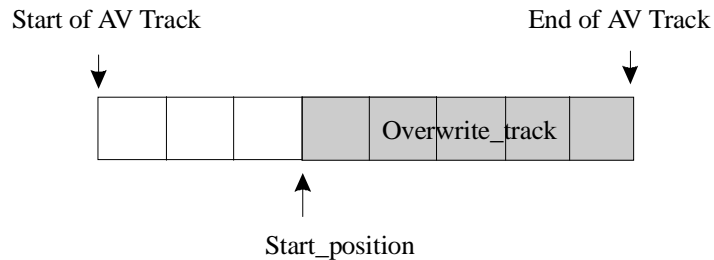 Start of AV Track
End of AV Track
Overwrite_track
Start_position